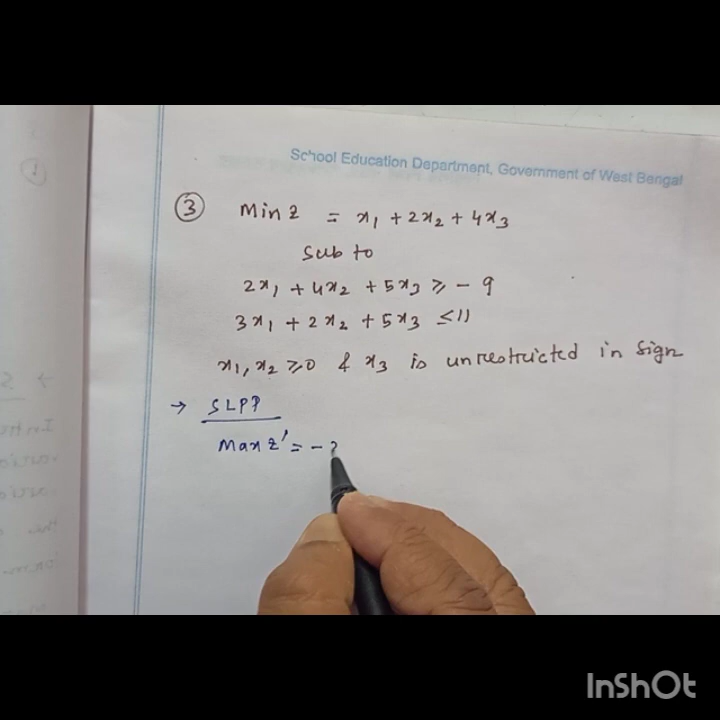 School Education Department, Government of West Bengal
③ Min z = x₁ + 2x₂ + 4x₃
Sub to
2x₁ + 4x₂ + 5x₃ ≥ - 9
3x₁ + 2x₂ + 5x₃ ≤ 11
x₁, x₂ ≥ 0 & x₃ is unrestricted in sign
→ SLPP
Max z' = -
InShOt